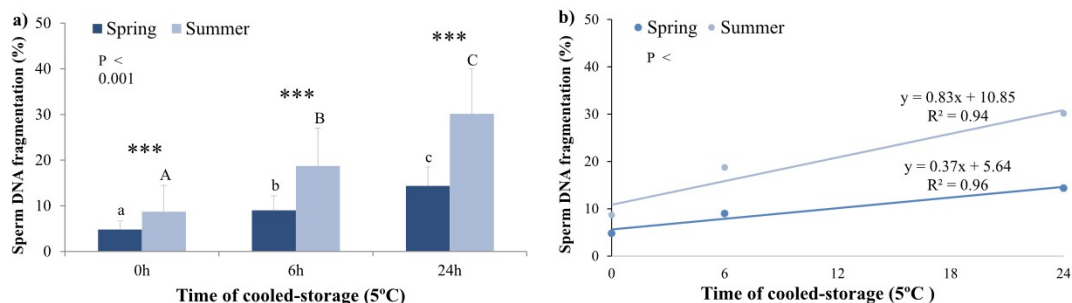 a)
50
40
30
20
10
0
Sperm DNA fragmentation (%)
Spring Summer
P <
0.001
***
***
***
a
A
b
B
c
C
0h 6h 24h
Time of cooled-storage (5ºC)
b)
50
40
30
20
10
0
Sperm DNA fragmentation (%)
Spring Summer
P <
y = 0.83x + 10.85
R² = 0.94
y = 0.37x + 5.64
R² = 0.96
0 6 12 18 24
Time of cooled-storage (5ºC )